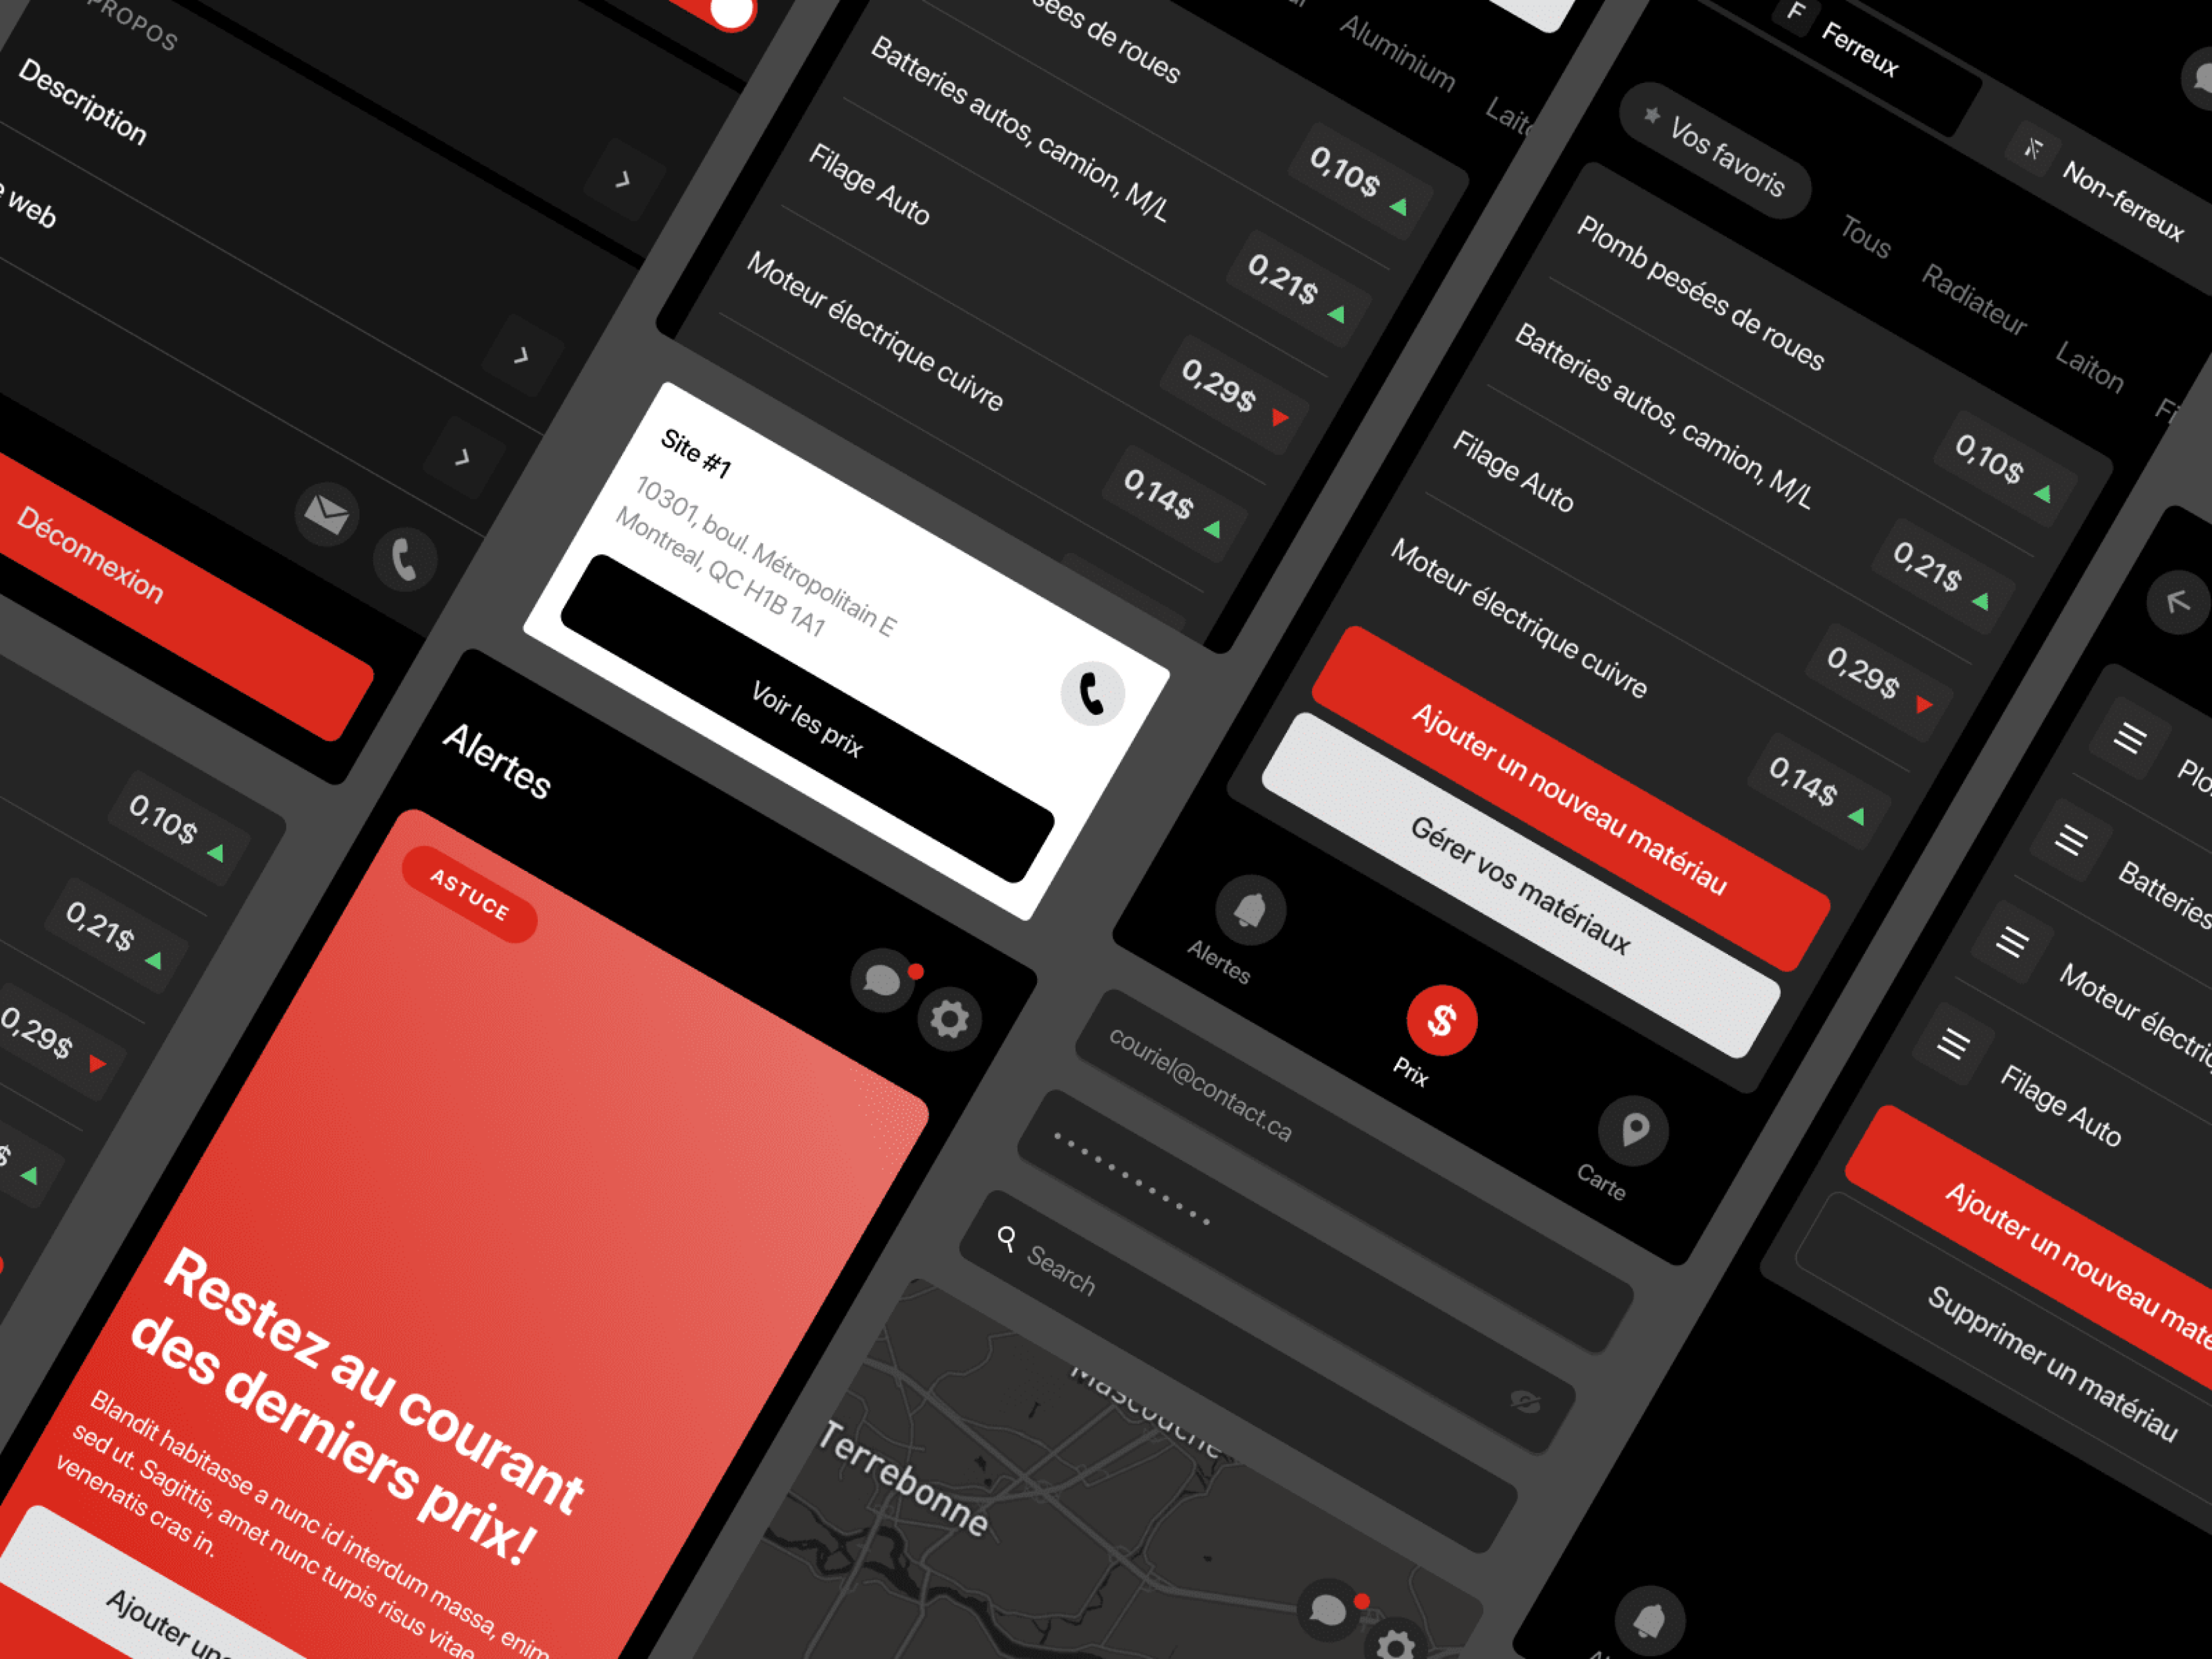 PROPOS
Description
web
Déconnexion
0,10$
0,21$
0,29$
$
sées de roues
Batteries autos, camion, M/L
Filage Auto
Moteur électrique cuivre
Aluminium
0,10$
0,21$
0,29$
0,14$
Site #1
10301, boul. Métropolitain E
Montreal, QC H1B 1A1
Voir les prix
Alertes
ASTUCE
Restez au courant
des derniers prix!
Blandit habitasse a nunc id interdum massa, enim
sed ut. Sagittis, amet nunc turpis risus vitae
venenatis cras in.
Ajouter un
F Ferreux
Non-ferreux
Vos favoris
Tous
Radiateur
Laiton
Plomb pesées de roues
Batteries autos, camion, M/L
Filage Auto
Moteur électrique cuivre
0,10$
0,21$
0,29$
0,14$
Ajouter un nouveau matériau
Gérer vos matériaux
Alertes
$
Prix
Carte
couriel@contact.ca
Search
Mascouche
Terrebonne
Plo
Batteries
Moteur électriq
Filage Auto
Ajouter un nouveau maté
Supprimer un matériau